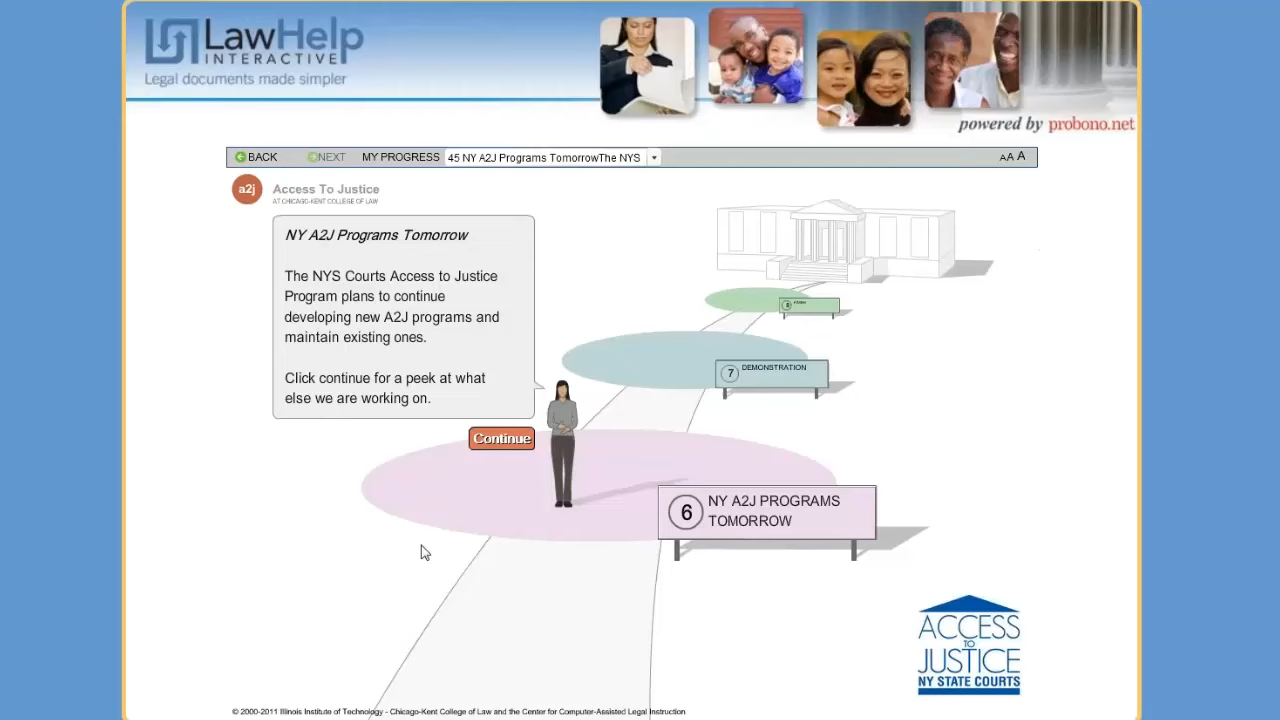 LawHelp
INTERACTIVE
Legal documents made simpler
powered by probono.net
BACK
NEXT
MY PROGRESS
45 NY A2J Programs TomorrowThe NYS
AAA
a2j
Access To Justice
AT CHICAGO-KENT COLLEGE OF LAW
NY A2J Programs Tomorrow
The NYS Courts Access to Justice
Program plans to continue
developing new A2J programs and
maintain existing ones.
Click continue for a peek at what
else we are working on.
Continue
8
7 DEMONSTRATION
6 NY A2J PROGRAMS
TOMORROW
ACCESS
TO
JUSTICE
NY STATE COURTS
© 2000-2011 Illinois Institute of Technology - Chicago-Kent College of Law and the Center for Computer-Assisted Legal Instruction